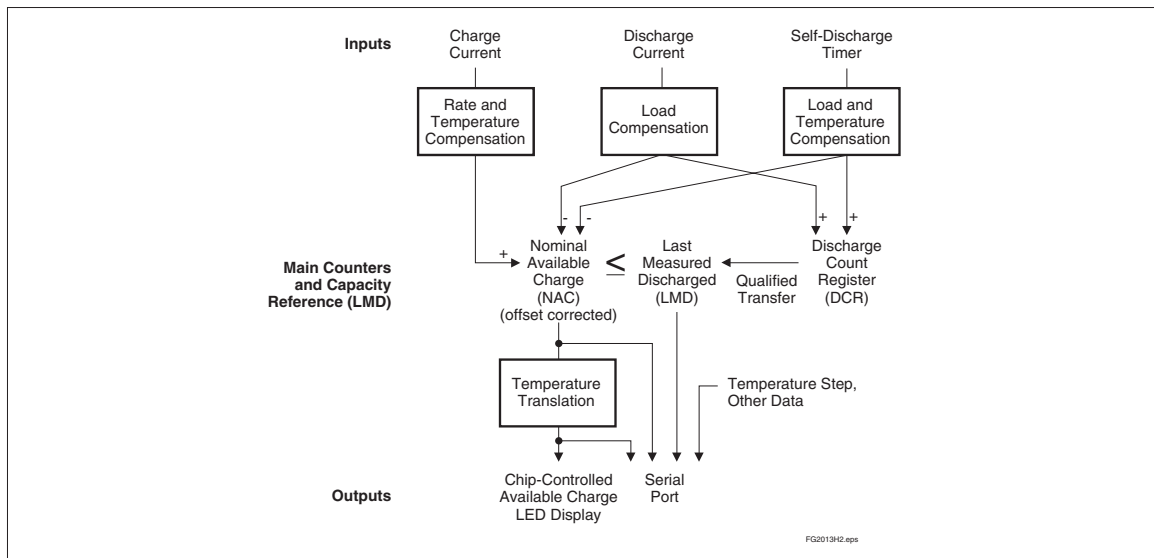 Inputs
Charge
Current
Discharge
Current
Self-Discharge
Timer
Rate and
Temperature
Compensation
Load
Compensation
Load and
Temperature
Compensation
-
-
+
+
+
Main Counters
and Capacity
Reference (LMD)
Nominal
Available
Charge
(NAC)
(offset corrected)
≤
Last
Measured
Discharged
(LMD)
Qualified
Transfer
Discharge
Count
Register
(DCR)
Temperature
Translation
Temperature Step,
Other Data
Outputs
Chip-Controlled
Available Charge
LED Display
Serial
Port
FG2013H2.eps